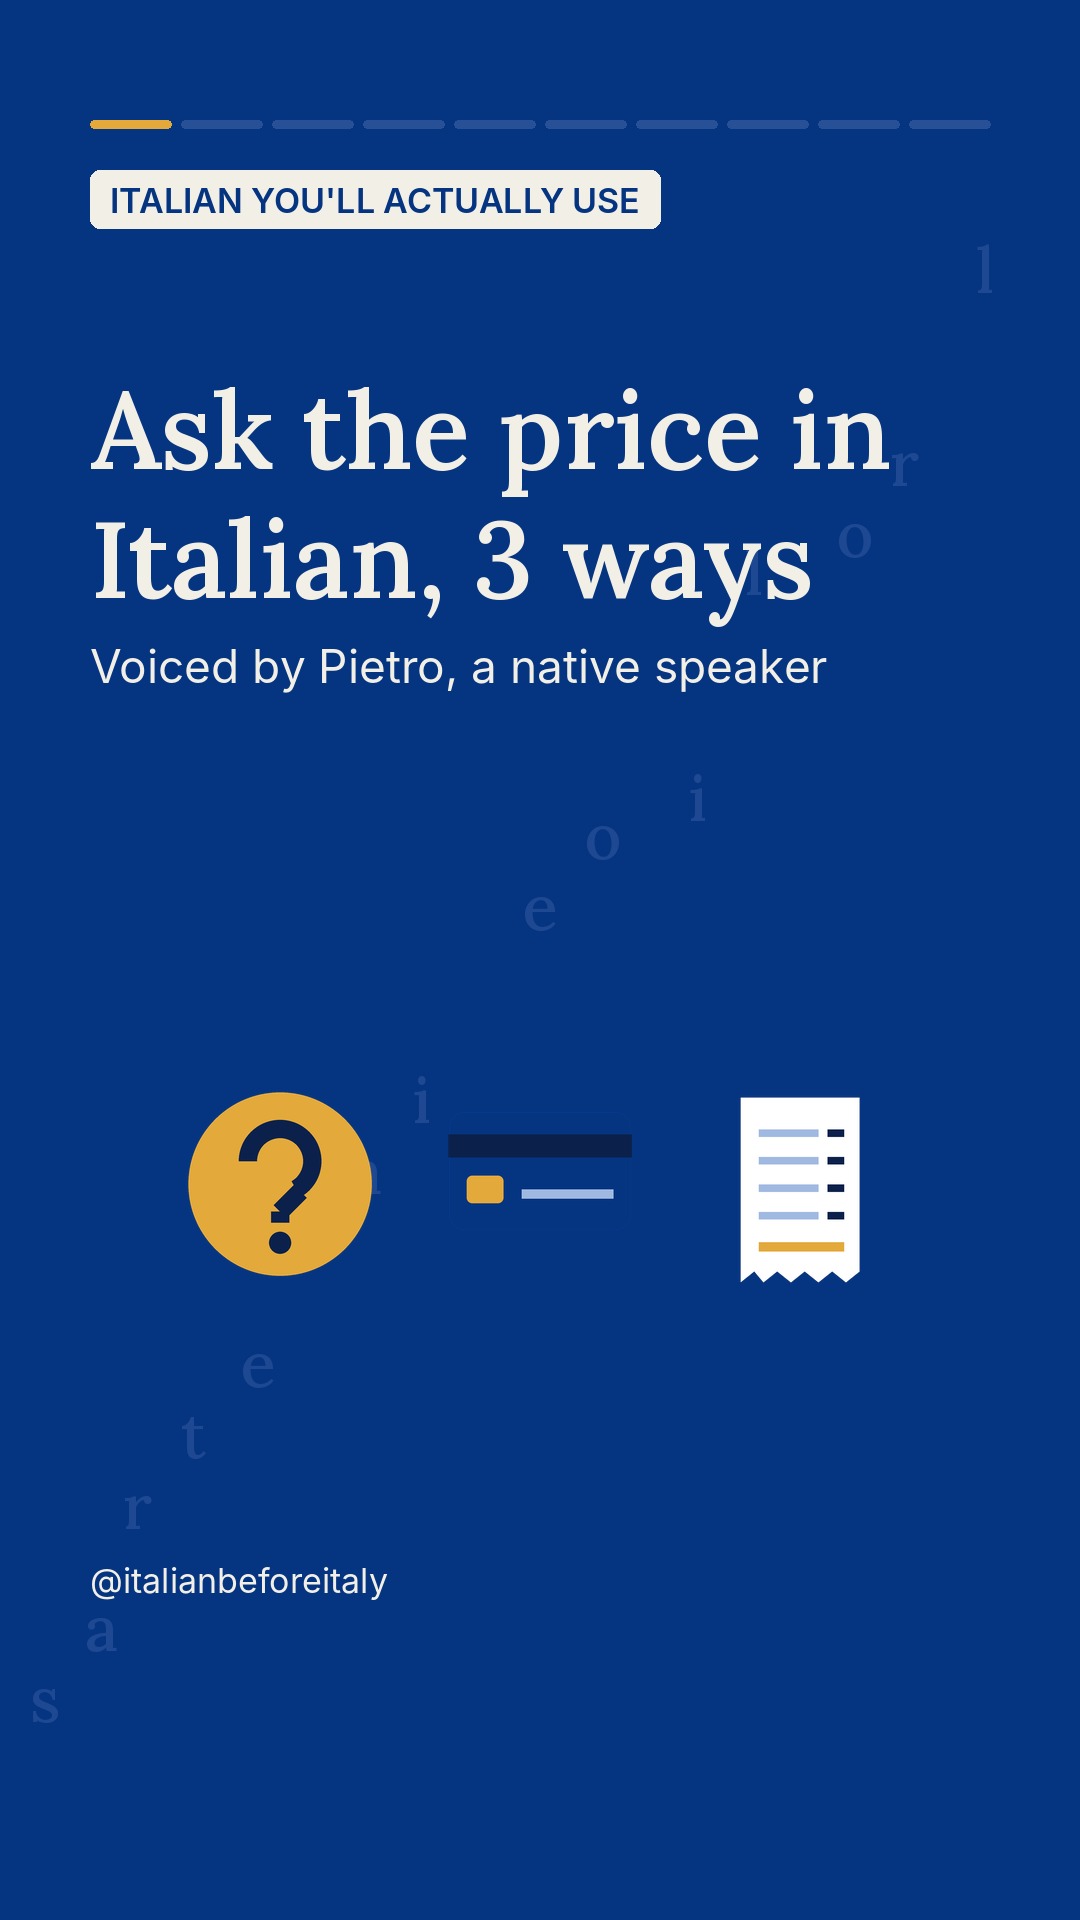 ITALIAN YOU'LL ACTUALLY USE
l
Ask the price in
r
Italian, 3 ways
o
Voiced by Pietro, a native speaker
i
o
e
i
?
e
t
r
@italianbeforeitaly
a
s